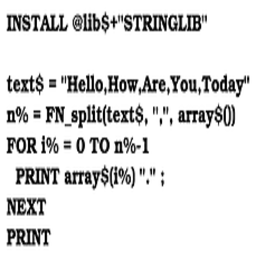 INSTALL @lib$+"STRINGLIB"
text$ = "Hello,How,Are,You,Today"
n% = FN_split(text$, ",", array$())
FOR i% = 0 TO n%-1
PRINT array$(i%) "." ;
NEXT
PRINT